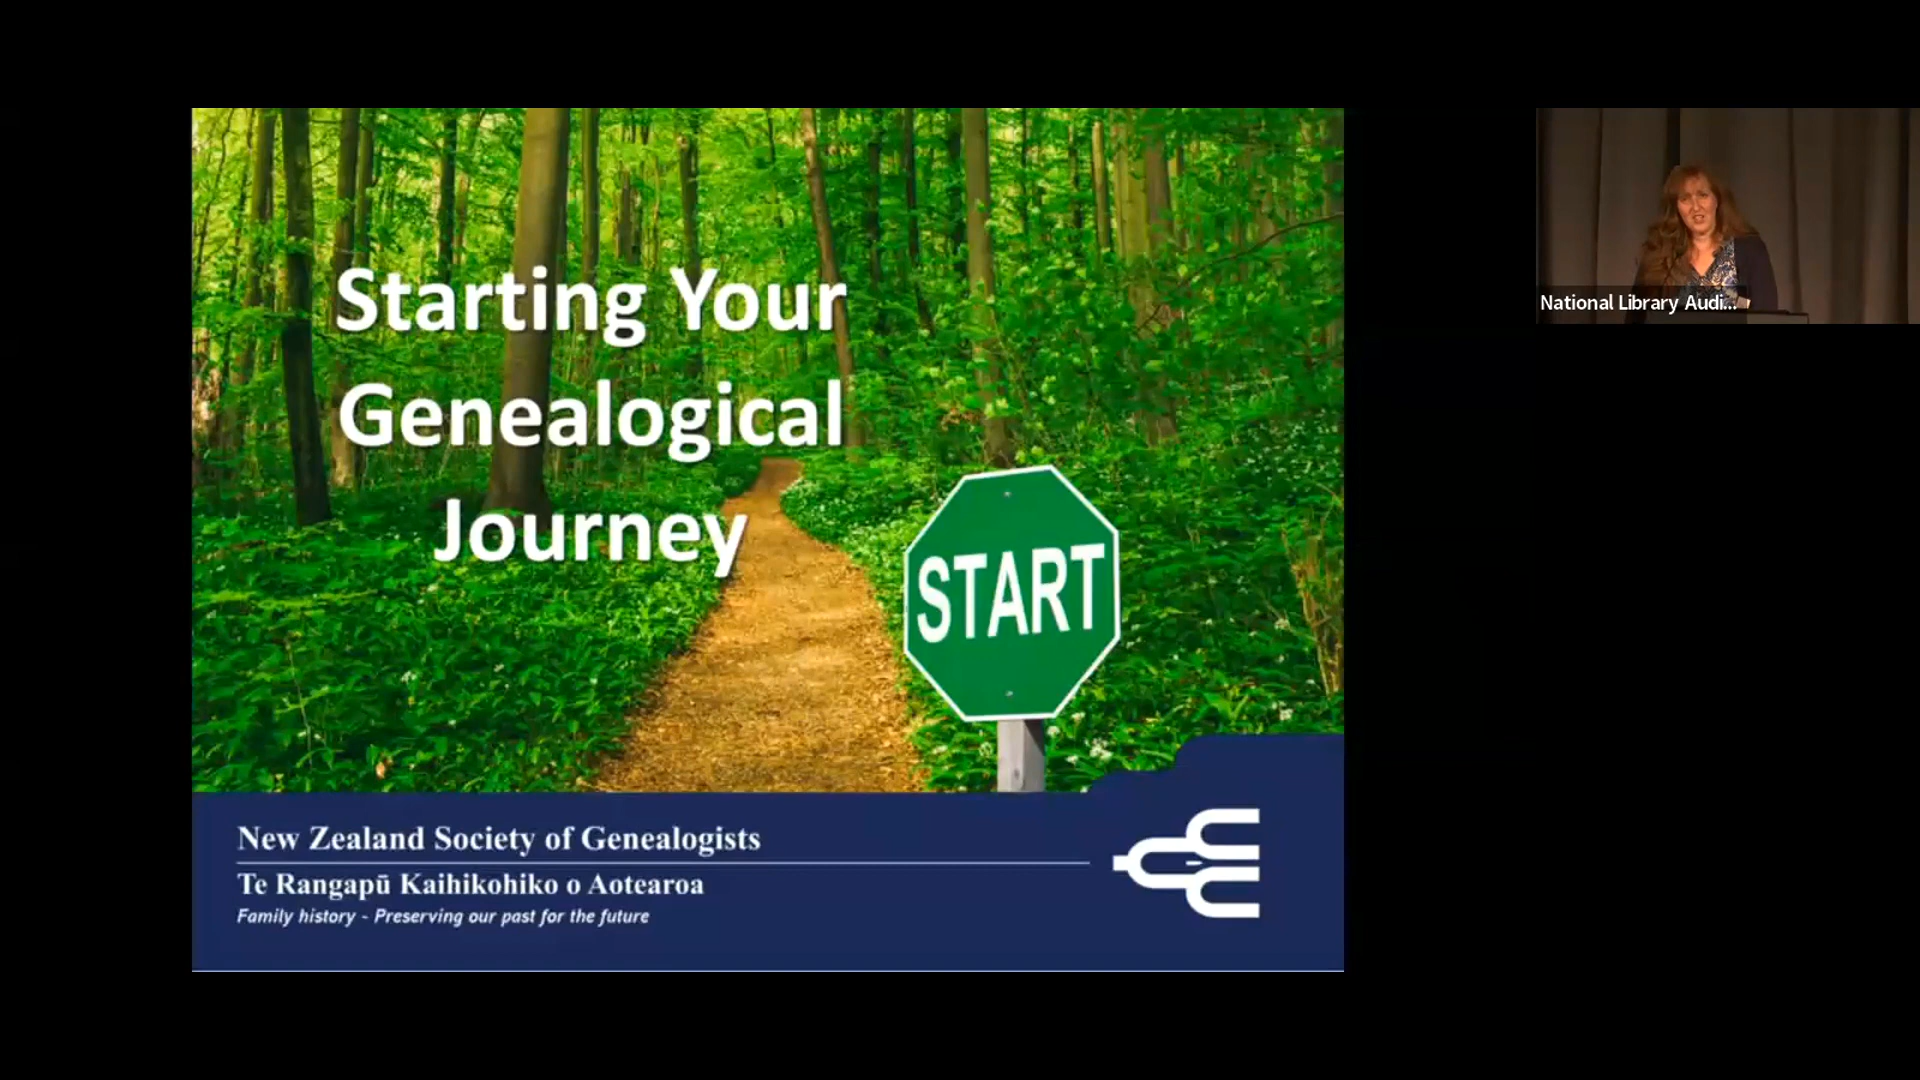 Starting Your
Genealogical
Journey
START
New Zealand Society of Genealogists
Te Rangapū Kaihikohiko o Aotearoa
Family history - Preserving our past for the future
National Library Audi...